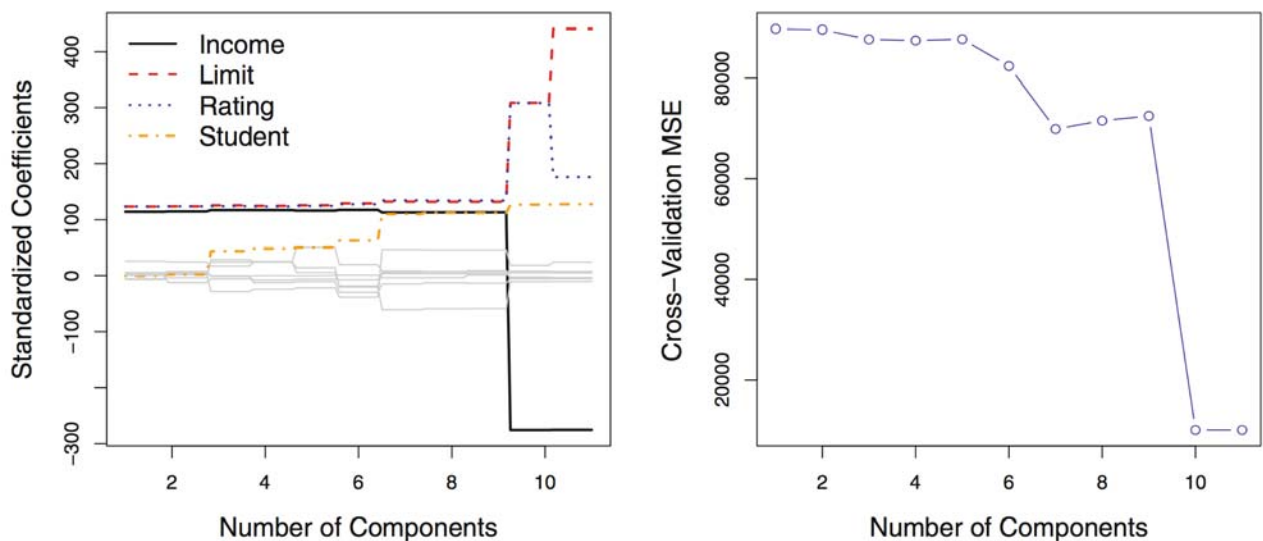 Standardized Coefficients
400
300
200
100
0
−100
−300
Income
Limit
Rating
Student
2 4 6 8 10
Number of Components
Cross−Validation MSE
80000
60000
40000
20000
2 4 6 8 10
Number of Components